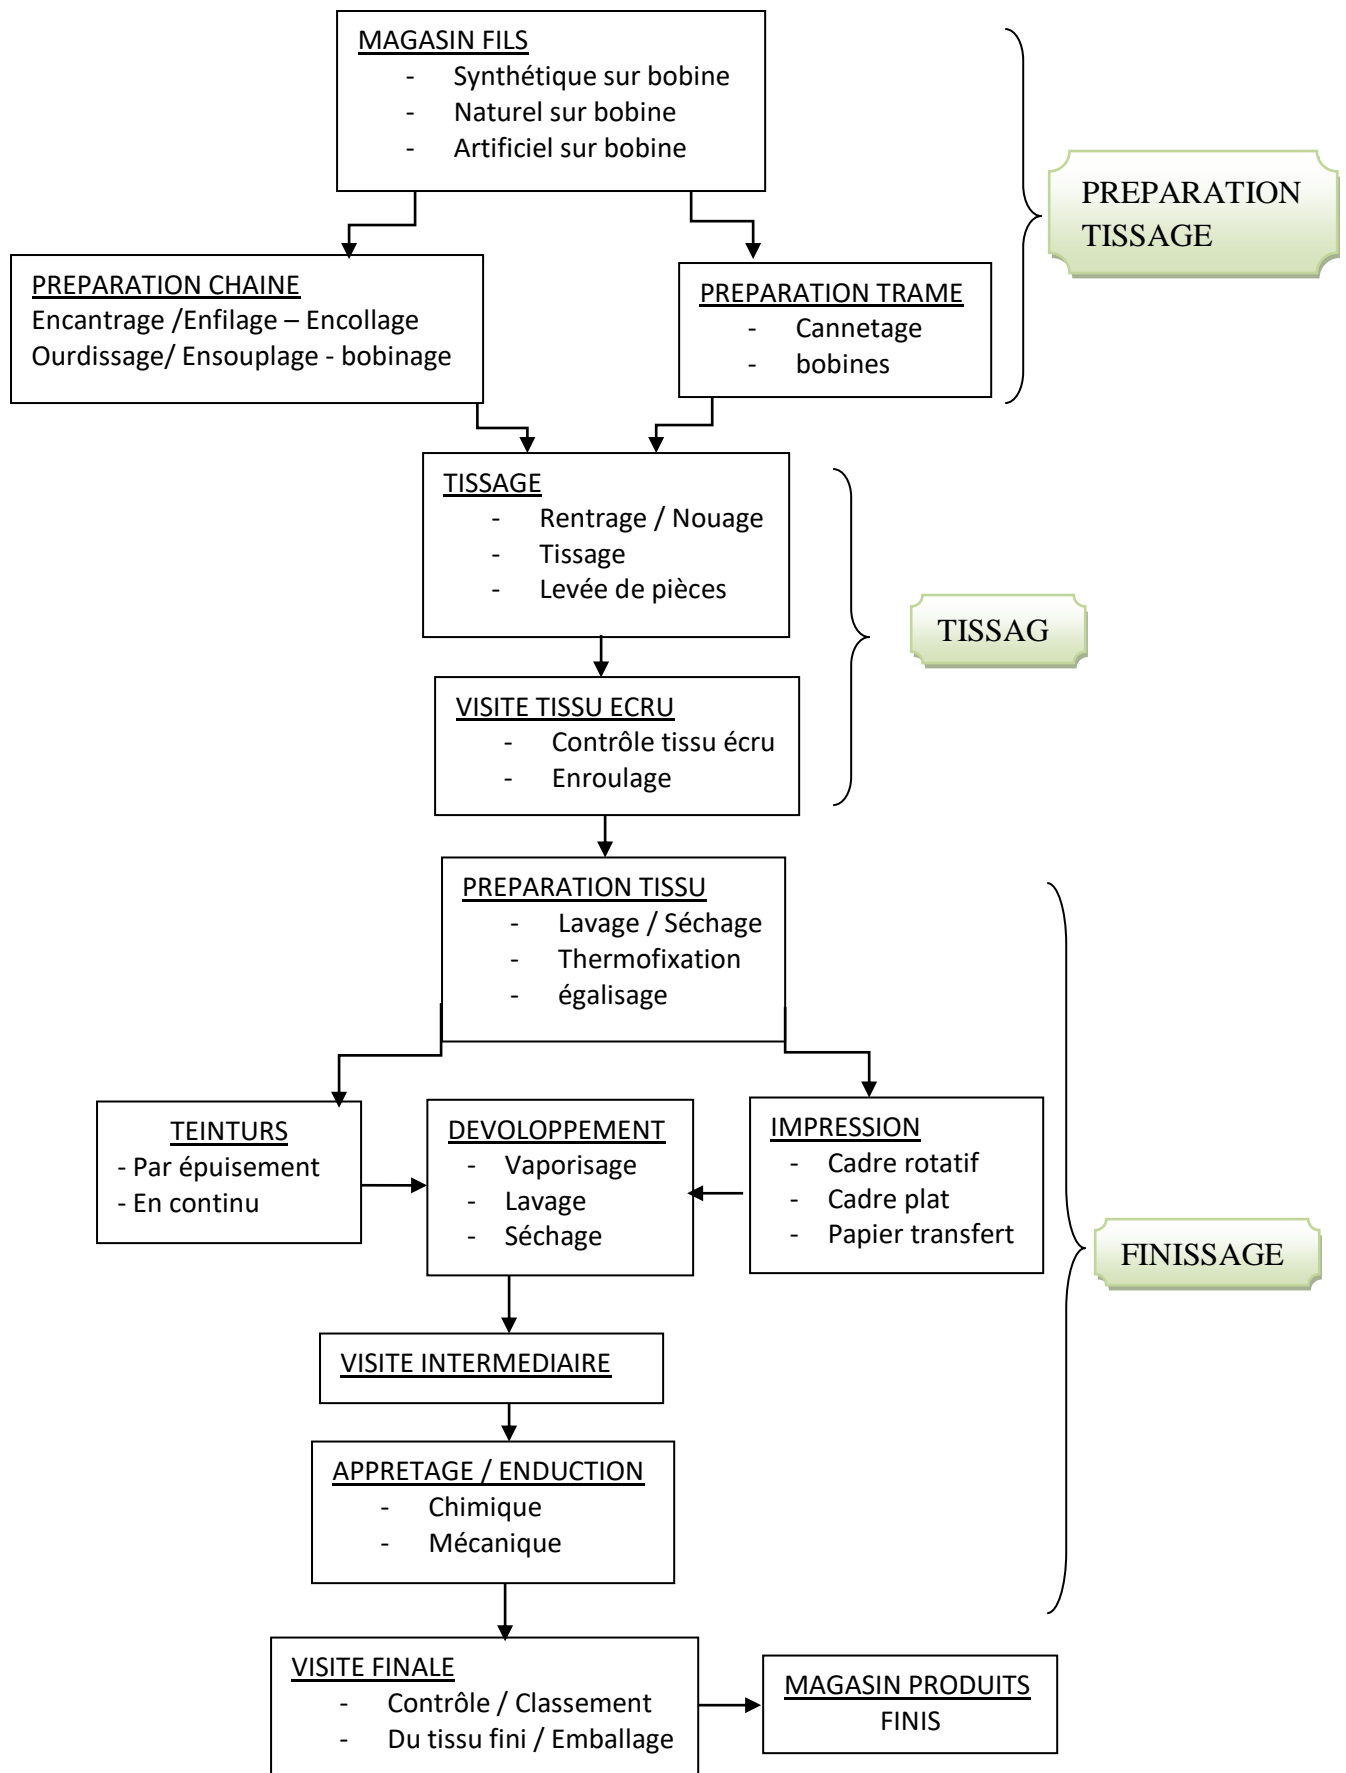 MAGASIN FILS
- Synthétique sur bobine
- Naturel sur bobine
- Artificiel sur bobine
PREPARATION
TISSAGE
PREPARATION CHAINE
Encantrage /Enfilage – Encollage
Ourdissage/ Ensouplage - bobinage
PREPARATION TRAME
- Cannetage
- bobines
TISSAGE
- Rentrage / Nouage
- Tissage
- Levée de pièces
TISSAG
VISITE TISSU ECRU
- Contrôle tissu écru
- Enroulage
PREPARATION TISSU
- Lavage / Séchage
- Thermofixation
- égalisage
TEINTURS
- Par épuisement
- En continu
DEVOLOPPEMENT
- Vaporisage
- Lavage
- Séchage
IMPRESSION
- Cadre rotatif
- Cadre plat
- Papier transfert
FINISSAGE
VISITE INTERMEDIAIRE
APPRETAGE / ENDUCTION
- Chimique
- Mécanique
VISITE FINALE
- Contrôle / Classement
- Du tissu fini / Emballage
MAGASIN PRODUITS
FINIS